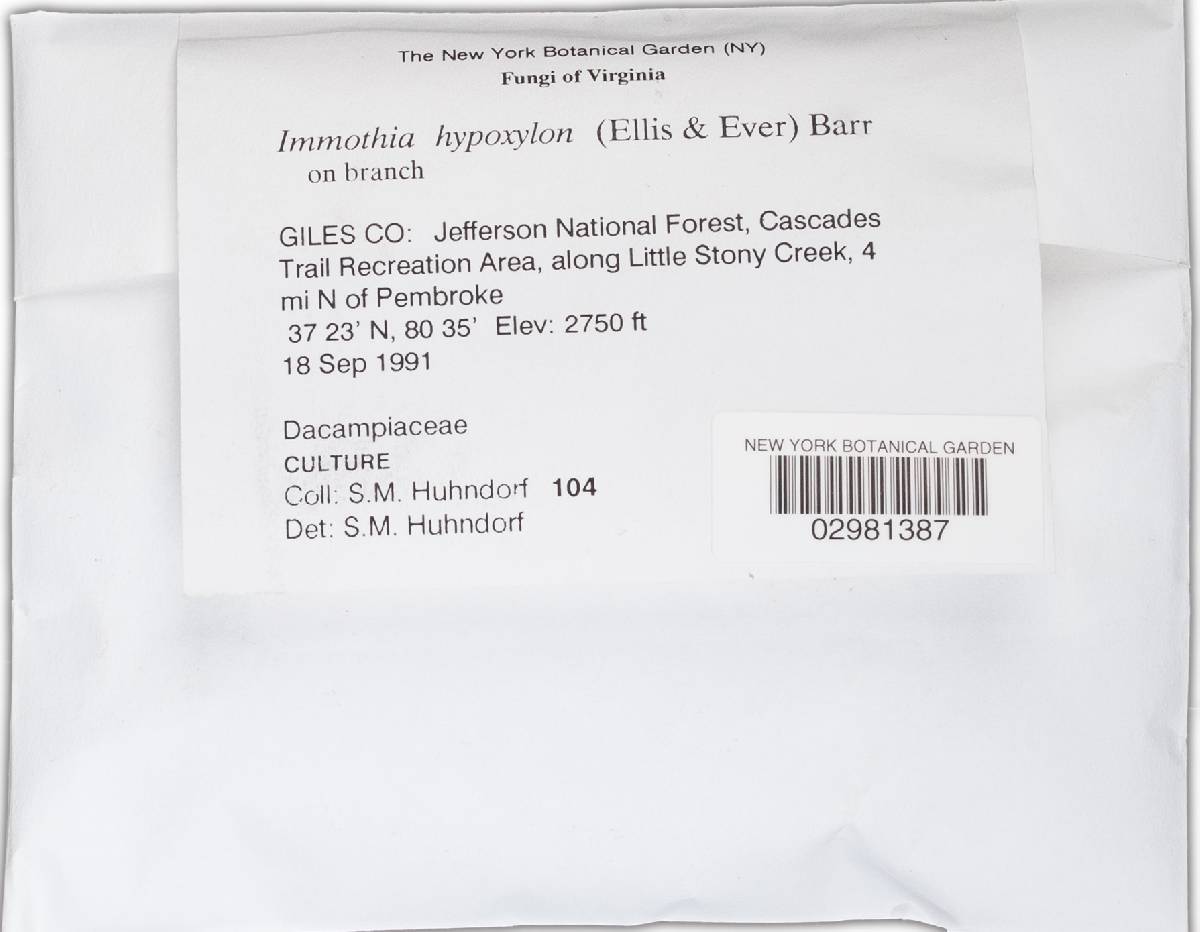 The New York Botanical Garden (NY)
Fungi of Virginia
Immothia hypoxylon (Ellis & Ever) Barr
on branch
GILES CO: Jefferson National Forest, Cascades
Trail Recreation Area, along Little Stony Creek, 4
mi N of Pembroke
37 23' N, 80 35' Elev: 2750 ft
18 Sep 1991
Dacampiaceae
CULTURE
Coll: S.M. Huhndorf 104
Det: S.M. Huhndorf
NEW YORK BOTANICAL GARDEN
02981387